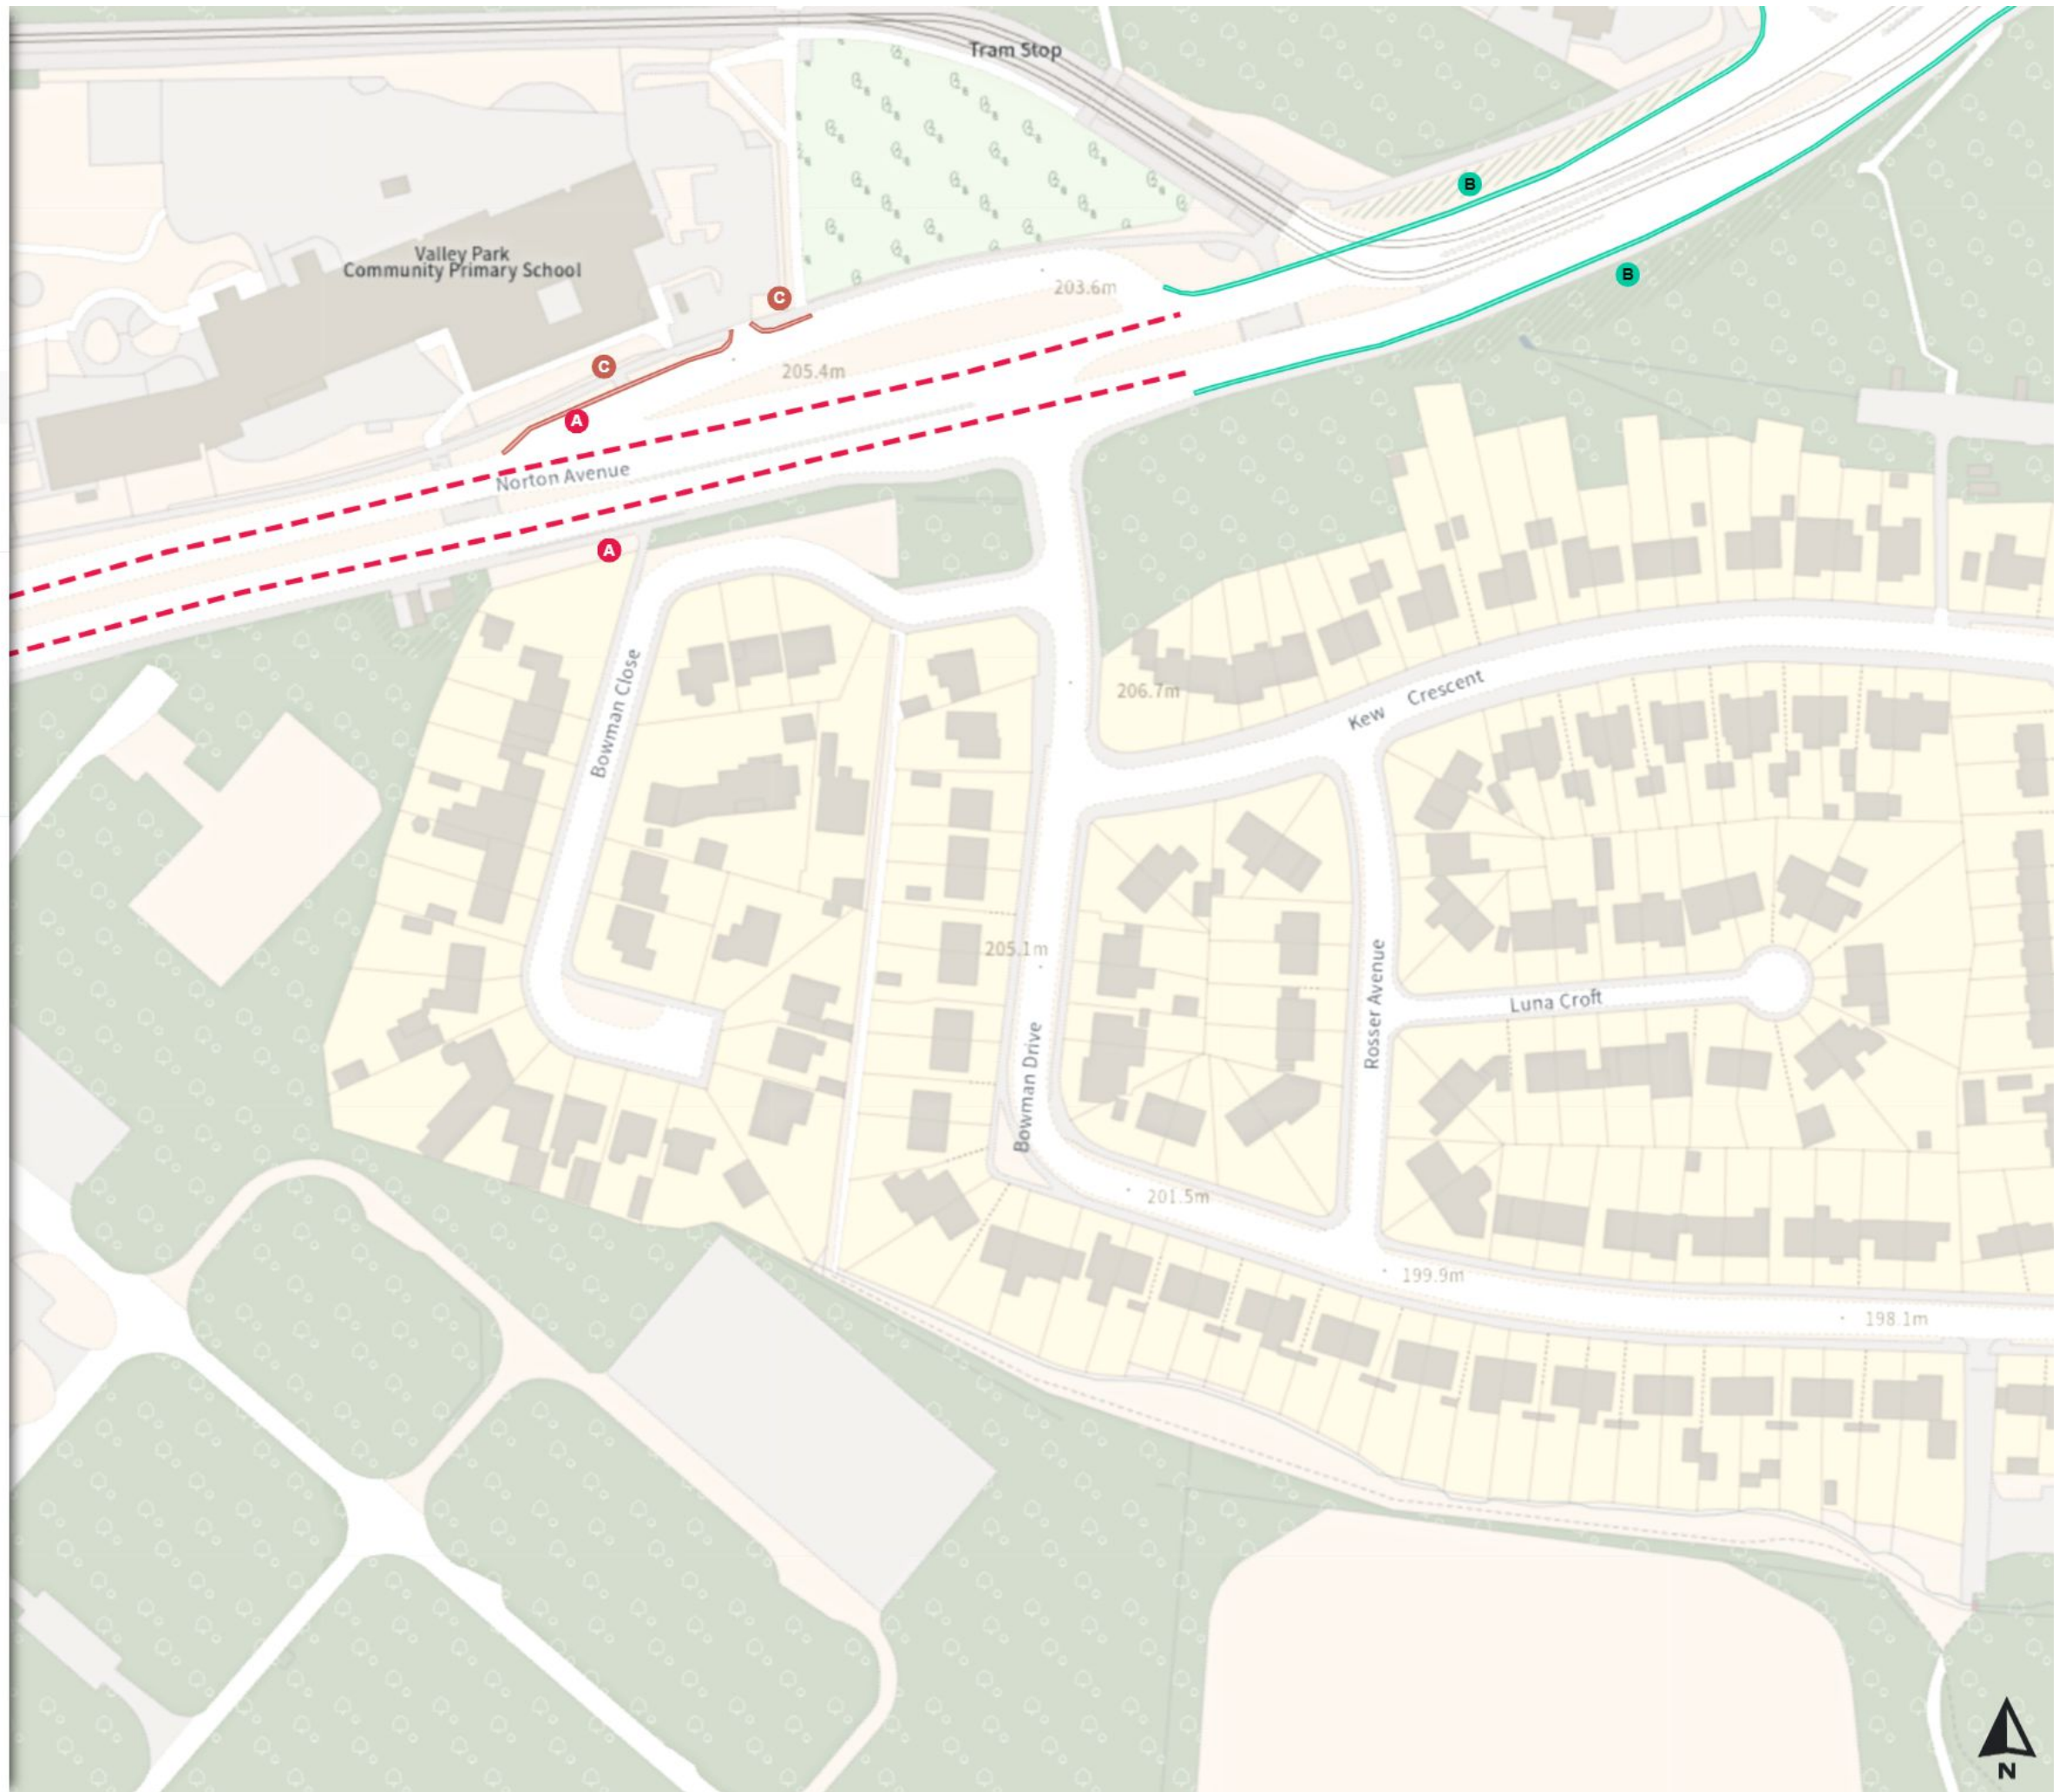 Tram Stop
B
Valley Park
Community Primary School
B
203.6m
C
C
205.4m
A
Norton Avenue
A
Bowman Close
206.7m
Kew Crescent
205.1m
Rosser Avenue
Luna Croft
Bowman Drive
201.5m
199.9m
198.1m
N